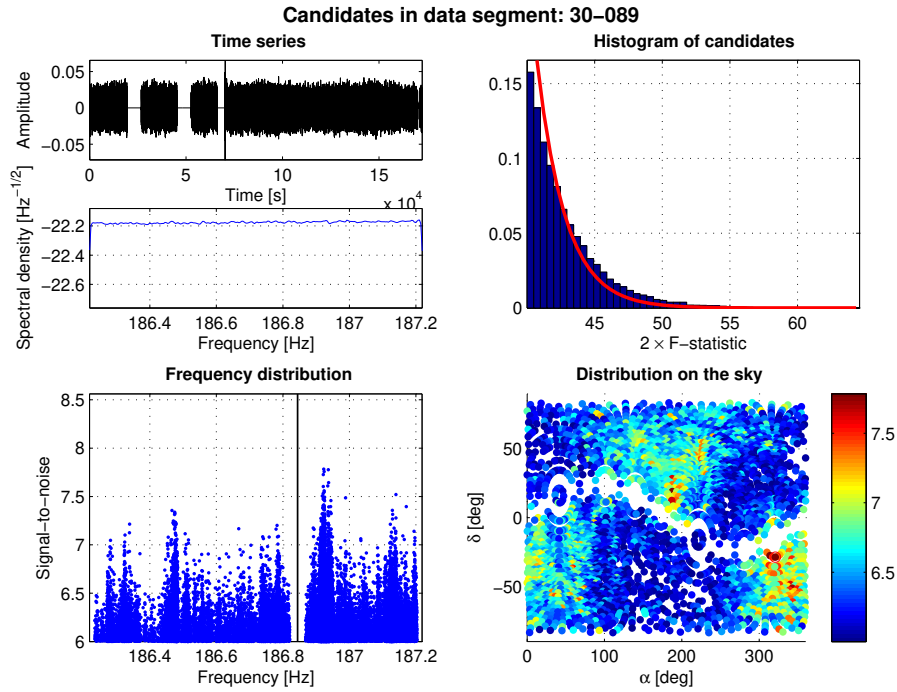 Candidates in data segment: 30−089
Time series
Amplitude
0.05
0
−0.05
0
5
10
15
Time [s]
x 10^4
Spectral density [Hz^−1/2]
−22.2
−22.4
−22.6
186.4
186.6
186.8
187
187.2
Frequency [Hz]
Histogram of candidates
0.15
0.1
0.05
0
45
50
55
60
2 × F−statistic
Frequency distribution
Signal−to−noise
8.5
8
7.5
7
6.5
6
186.4
186.6
186.8
187
187.2
Frequency [Hz]
Distribution on the sky
δ [deg]
50
0
−50
0
100
200
300
α [deg]
7.5
7
6.5